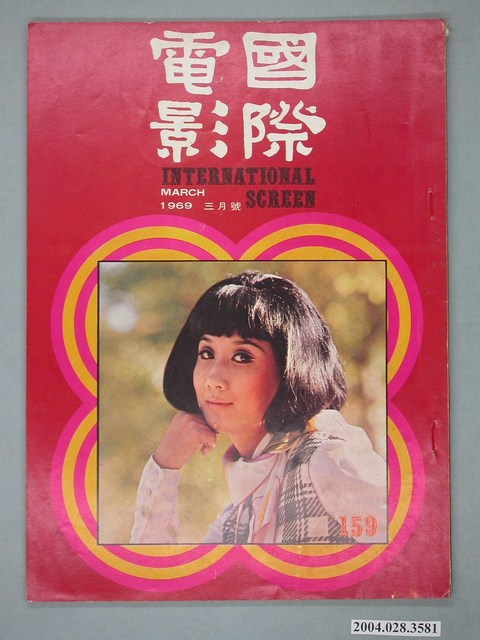 國際
電影
INTERNATIONAL
SCREEN
MARCH
1969 三月號
159
2004.028.3581